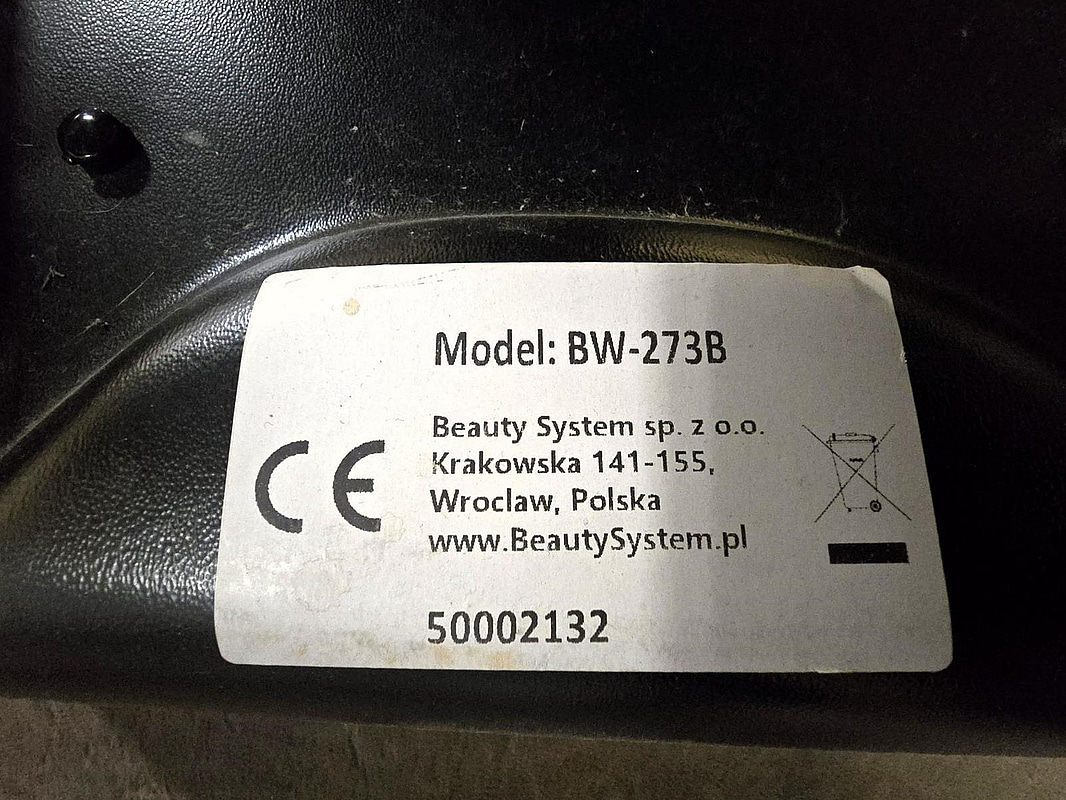 Model: BW-273B
Beauty System sp. z o.o.
Krakowska 141-155,
Wroclaw, Polska
www.BeautySystem.pl
CE
50002132